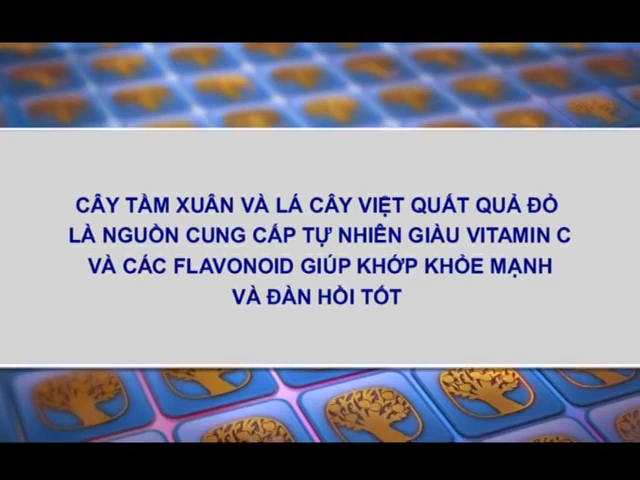 CÂY TẦM XUÂN VÀ LÁ CÂY VIỆT QUẤT QUẢ ĐỎ
LÀ NGUỒN CUNG CẤP TỰ NHIÊN GIÀU VITAMIN C
VÀ CÁC FLAVONOID GIÚP KHỚP KHỎE MẠNH
VÀ ĐÀN HỒI TỐT